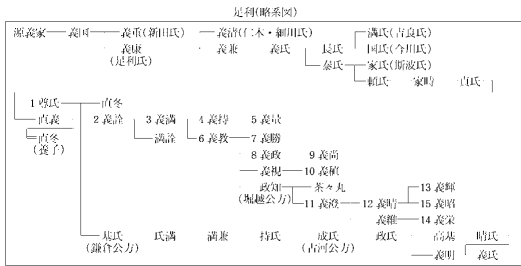 足利(略系図)
源義家 義国 義重(新田氏) 義清(仁木・細川氏) 満氏(吉良氏)
義康 義兼 義氏 長氏 国氏(今川氏)
(足利氏) 泰氏 家氏(斯波氏)
頼氏 家時 貞氏
1 尊氏 直冬
直義 2 義詮 3 義満 4 義持 5 義量
直冬 満詮 6 義教 7 義勝
(養子) 8 義政 9 義尚
義視 10 義稙
政知 茶々丸 13 義輝
(堀越公方) 11 義澄 12 義晴 15 義昭
義維 14 義栄
基氏 氏満 満兼 持氏 成氏 政氏 高基 晴氏
(鎌倉公方) (古河公方) 義明 義氏